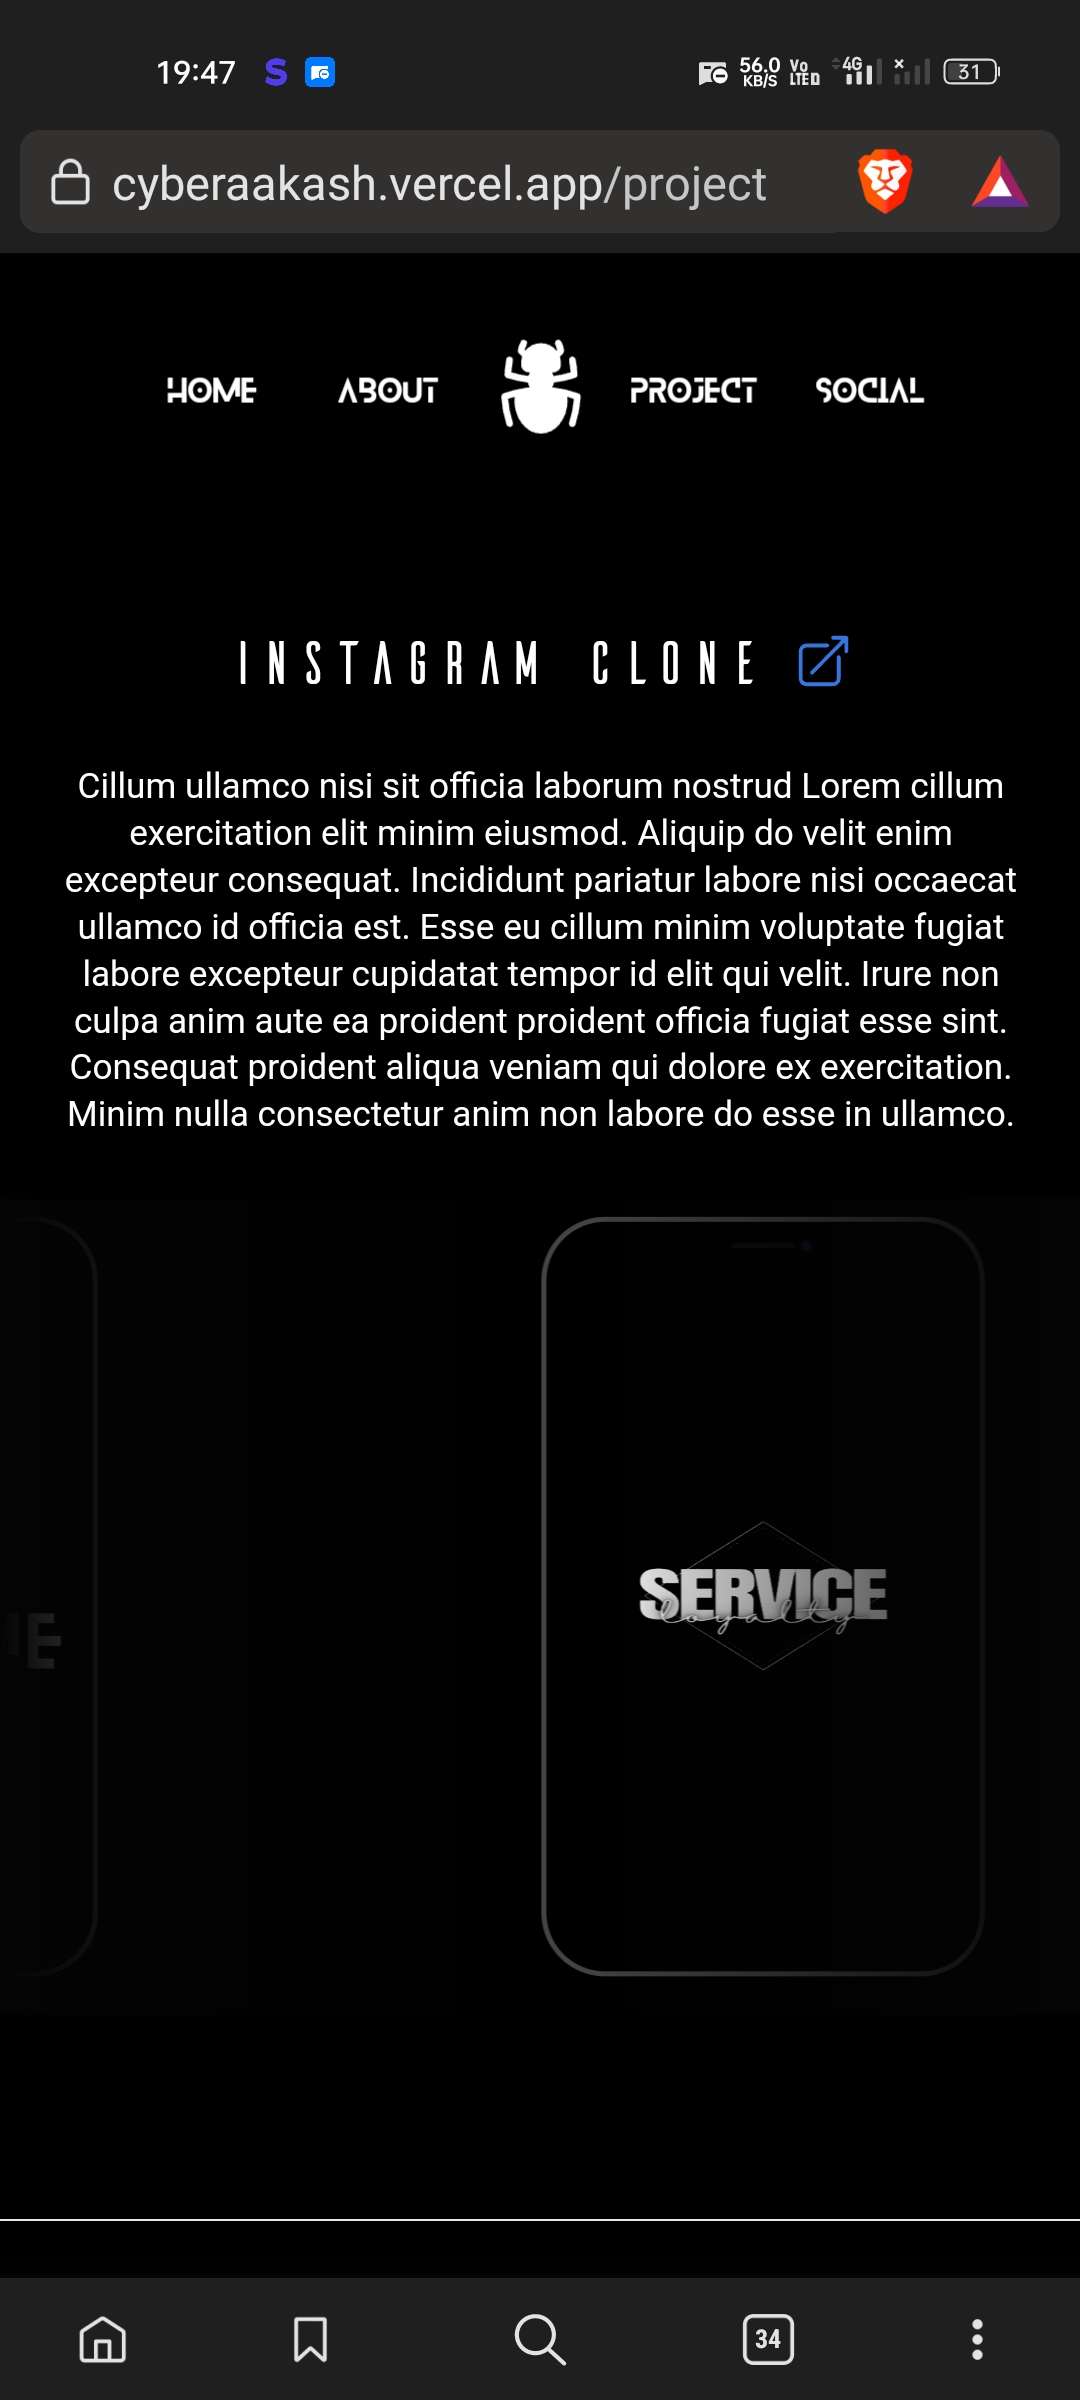 19:47
56.0 KB/S
Vo LTE
4G
31
cyberaakash.vercel.app/project
HOME ABOUT PROJECT SOCIAL
INSTAGRAM CLONE
Cillum ullamco nisi sit officia laborum nostrud Lorem cillum
exercitation elit minim eiusmod. Aliquip do velit enim
excepteur consequat. Incididunt pariatur labore nisi occaecat
ullamco id officia est. Esse eu cillum minim voluptate fugiat
labore excepteur cupidatat tempor id elit qui velit. Irure non
culpa anim aute ea proident proident officia fugiat esse sint.
Consequat proident aliqua veniam qui dolore ex exercitation.
Minim nulla consectetur anim non labore do esse in ullamco.
SERVICE
loyalty
34